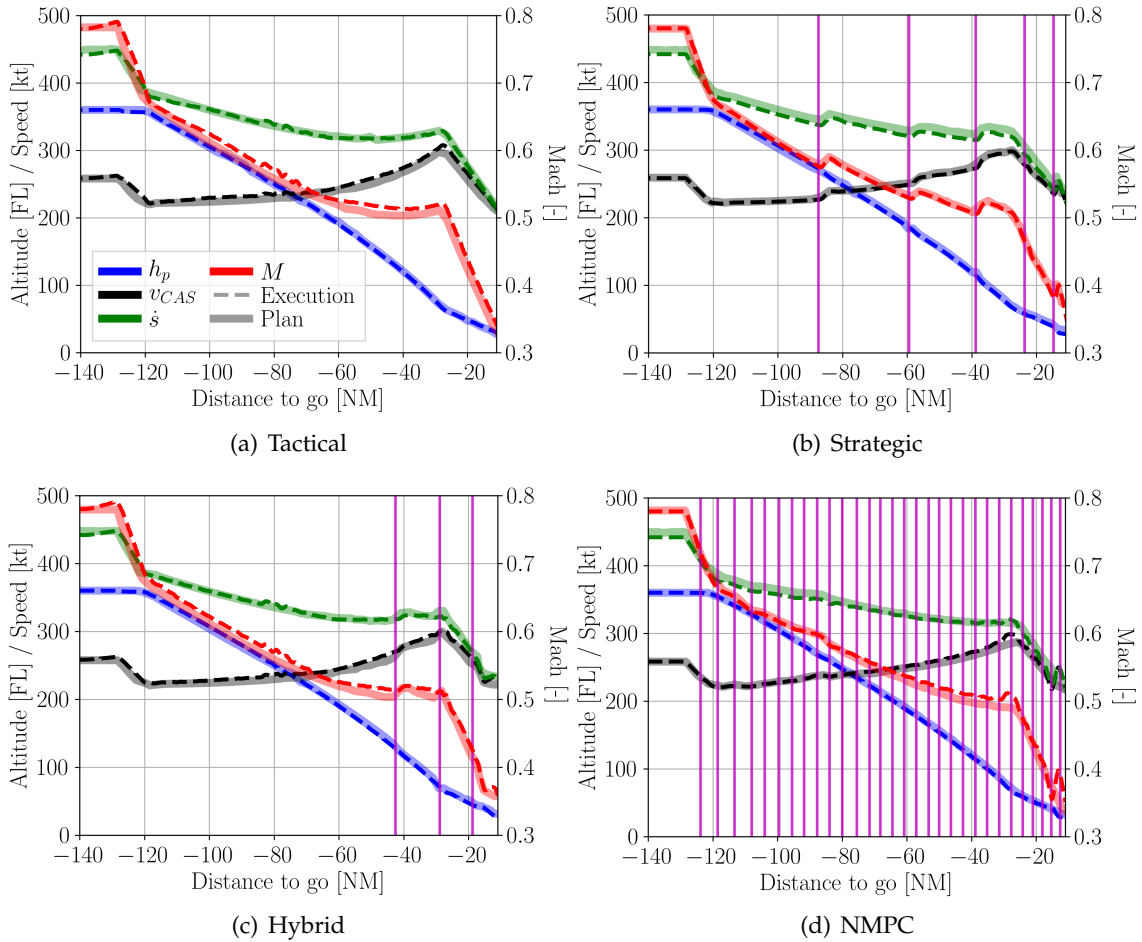 500
400
300
200
100
0
Altitude [FL] / Speed [kt]
0.8
0.7
0.6
0.5
0.4
0.3
Mach [-]
h_p
v_CAS
ṡ
M
Execution
Plan
−140 −120 −100 −80 −60 −40 −20
Distance to go [NM]
(a) Tactical
500
400
300
200
100
0
Altitude [FL] / Speed [kt]
0.8
0.7
0.6
0.5
0.4
0.3
Mach [-]
−140 −120 −100 −80 −60 −40 −20
Distance to go [NM]
(b) Strategic
500
400
300
200
100
0
Altitude [FL] / Speed [kt]
0.8
0.7
0.6
0.5
0.4
0.3
Mach [-]
−140 −120 −100 −80 −60 −40 −20
Distance to go [NM]
(c) Hybrid
500
400
300
200
100
0
Altitude [FL] / Speed [kt]
0.8
0.7
0.6
0.5
0.4
0.3
Mach [-]
−140 −120 −100 −80 −60 −40 −20
Distance to go [NM]
(d) NMPC